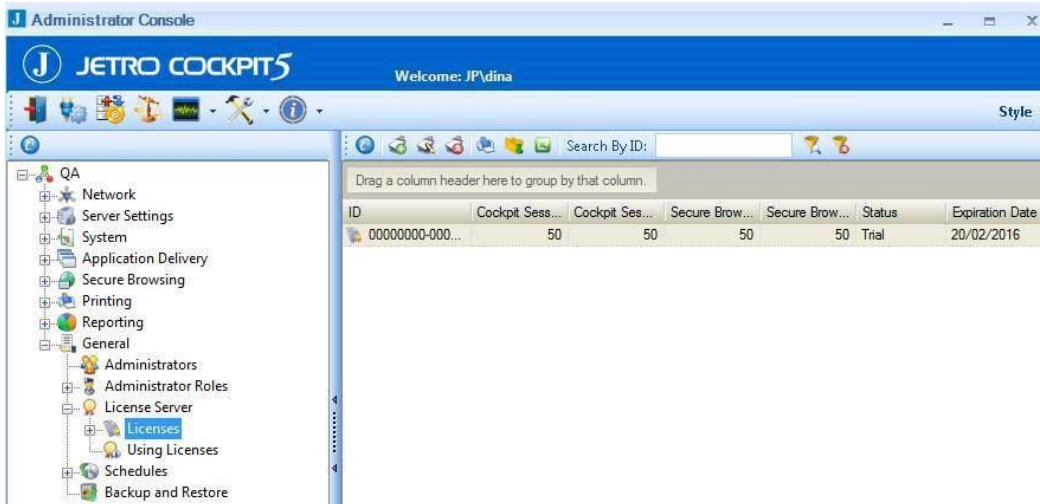 J Administrator Console
J JETRO COCKPIT5
Welcome: JP\dina
Style
Search By ID:
QA
Network
Server Settings
System
Application Delivery
Secure Browsing
Printing
Reporting
General
Administrators
Administrator Roles
License Server
Licenses
Using Licenses
Schedules
Backup and Restore
Drag a column header here to group by that column.
ID Cockpit Sess... Cockpit Ses... Secure Brow... Secure Brow... Status Expiration Date
00000000-000... 50 50 50 50 Trial 20/02/2016